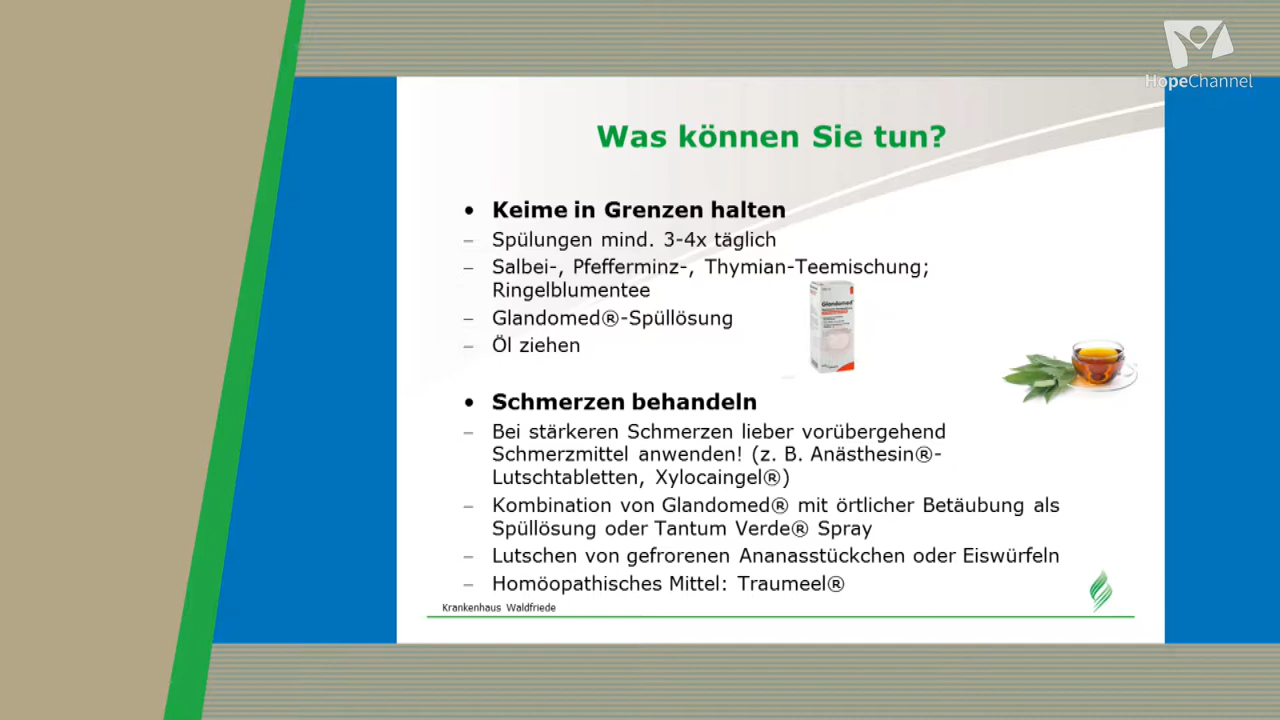 HopeChannel
Was können Sie tun?
• Keime in Grenzen halten
– Spülungen mind. 3-4x täglich
– Salbei-, Pfefferminz-, Thymian-Teemischung;
Ringelblumentee
– Glandomed®-Spüllösung
– Öl ziehen
Glandomed
• Schmerzen behandeln
– Bei stärkeren Schmerzen lieber vorübergehend
Schmerzmittel anwenden! (z. B. Anästhesin®-
Lutschtabletten, Xylocaingel®)
– Kombination von Glandomed® mit örtlicher Betäubung als
Spüllösung oder Tantum Verde® Spray
– Lutschen von gefrorenen Ananasstückchen oder Eiswürfeln
– Homöopathisches Mittel: Traumeel®
Krankenhaus Waldfriede